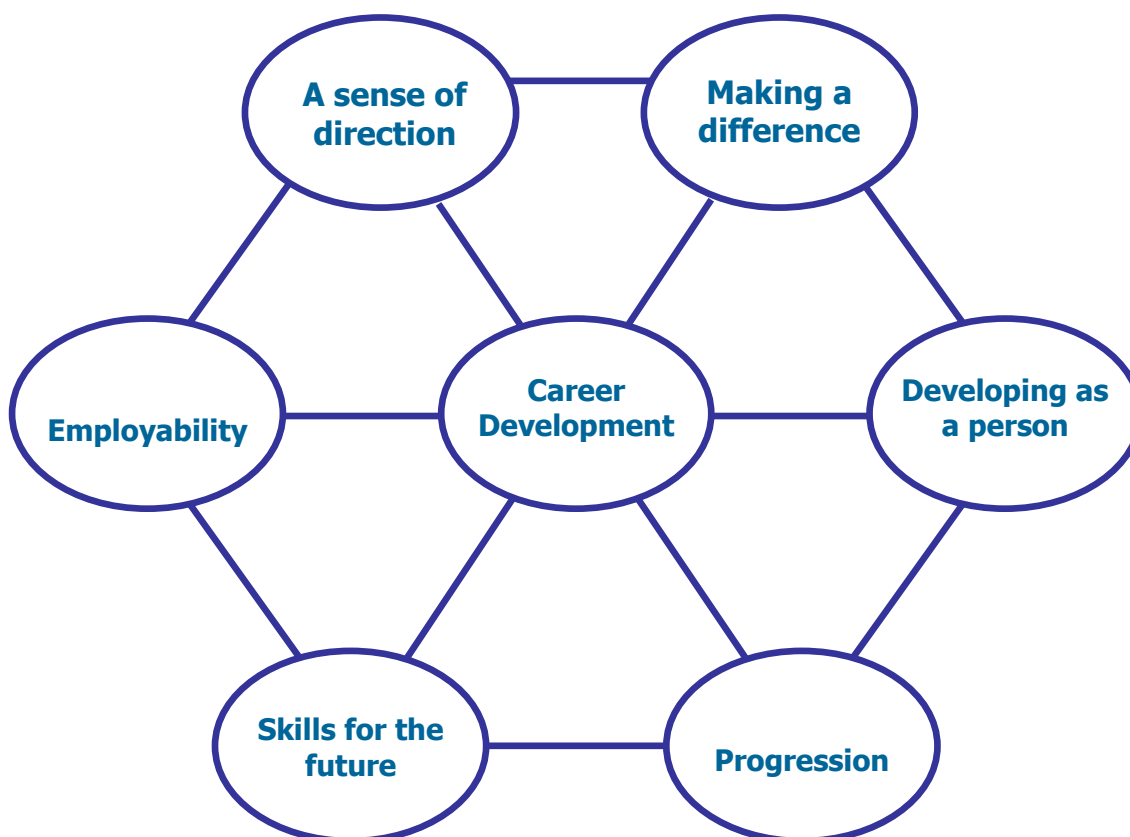 A sense of
direction
Making a
difference
Employability
Career
Development
Developing as
a person
Skills for the
future
Progression